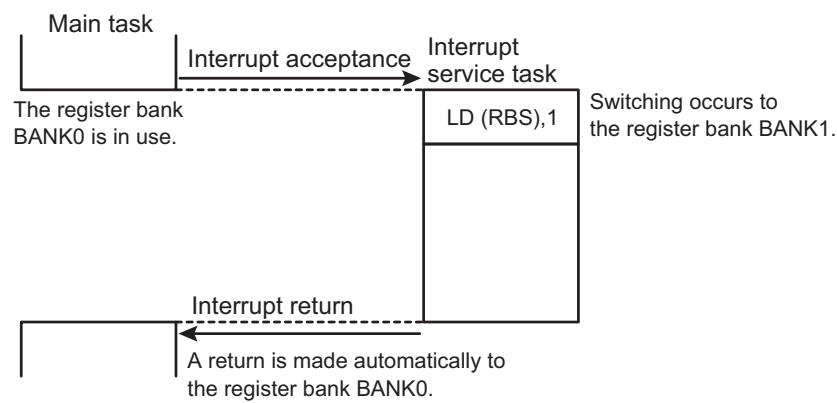 Main task
Interrupt acceptance
Interrupt
service task
The register bank
BANK0 is in use.
LD (RBS),1
Switching occurs to
the register bank BANK1.
Interrupt return
A return is made automatically to
the register bank BANK0.